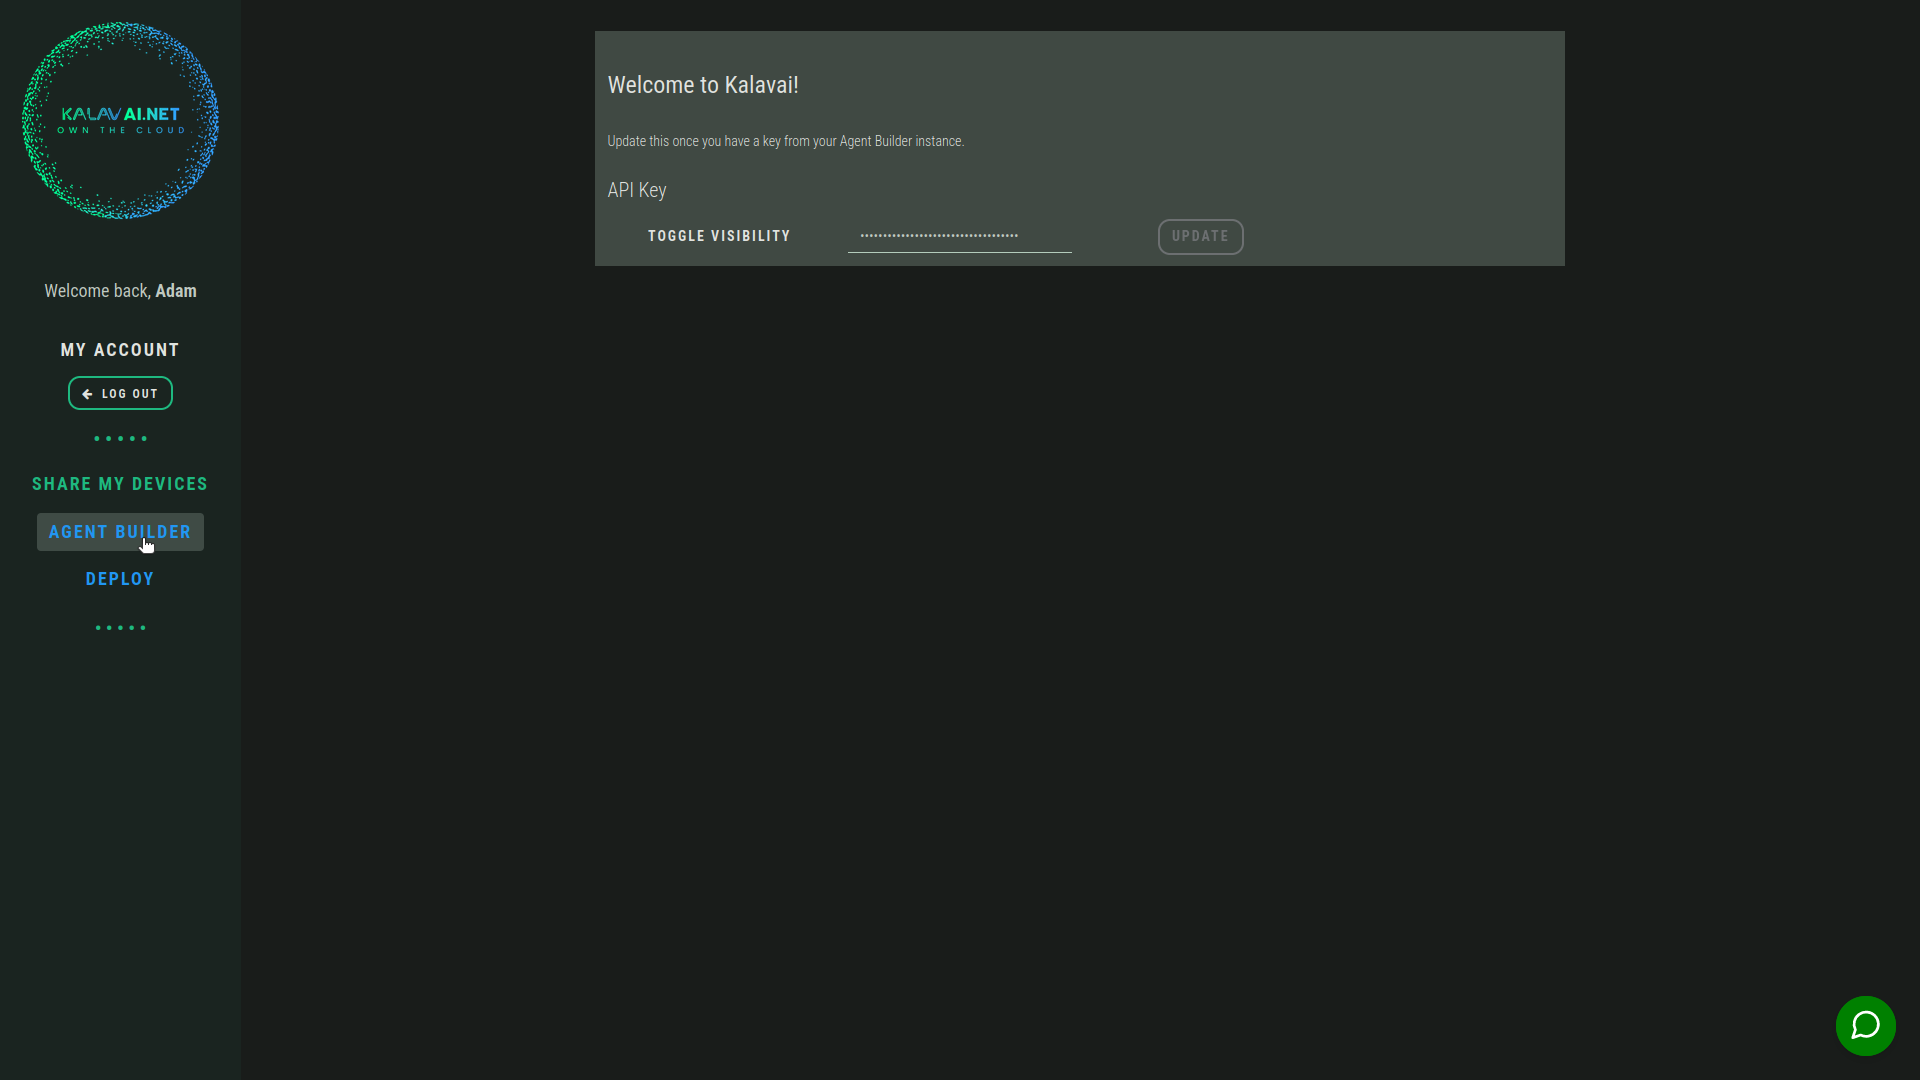 KALAVAI.NET
OWN THE CLOUD
Welcome back, Adam
MY ACCOUNT
LOG OUT
SHARE MY DEVICES
AGENT BUILDER
DEPLOY
Welcome to Kalavai!
Update this once you have a key from your Agent Builder instance.
API Key
TOGGLE VISIBILITY
UPDATE